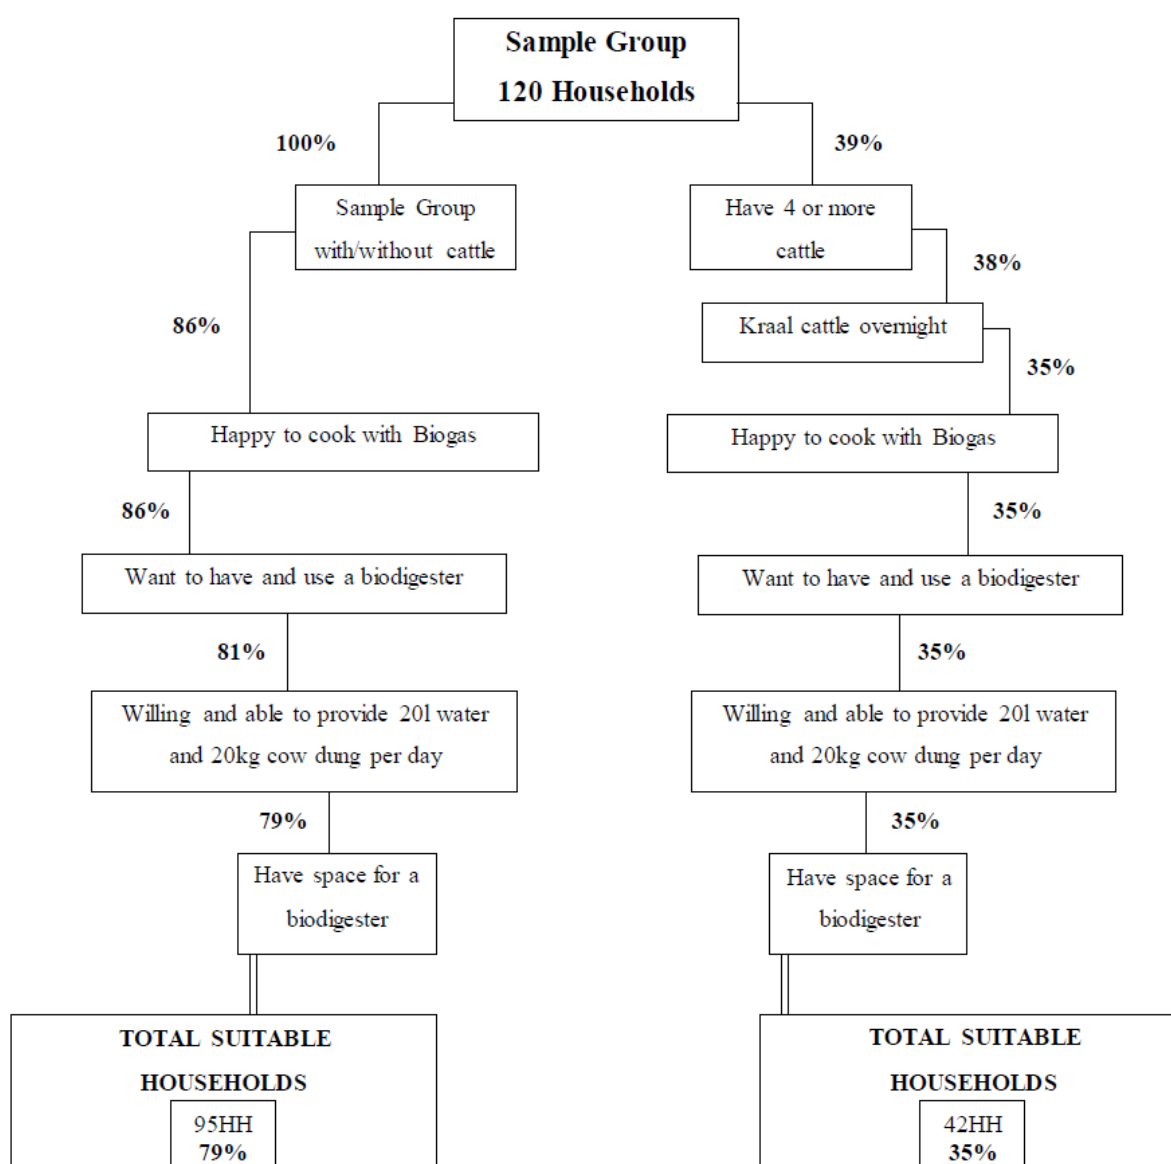 Sample Group
120 Households
100%
39%
Sample Group
with/without cattle
Have 4 or more
cattle
38%
86%
Kraal cattle overnight
35%
Happy to cook with Biogas
Happy to cook with Biogas
86%
35%
Want to have and use a biodigester
Want to have and use a biodigester
81%
35%
Willing and able to provide 20l water
and 20kg cow dung per day
Willing and able to provide 20l water
and 20kg cow dung per day
79%
35%
Have space for a
biodigester
Have space for a
biodigester
TOTAL SUITABLE
HOUSEHOLDS
95HH
79%
TOTAL SUITABLE
HOUSEHOLDS
42HH
35%